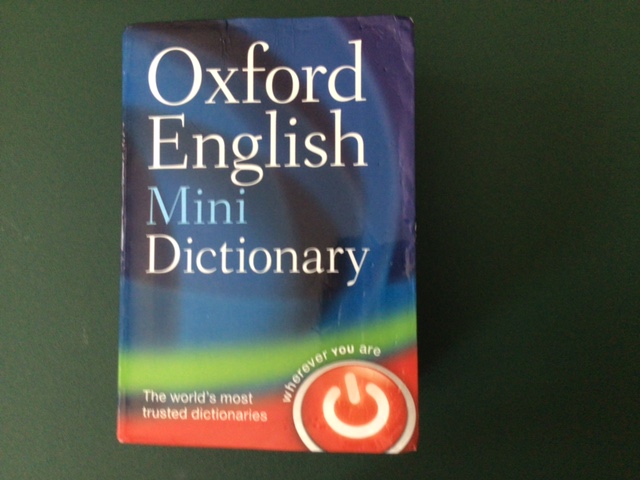 Oxford
English
Mini
Dictionary
wherever YOU are
The world's most
trusted dictionaries